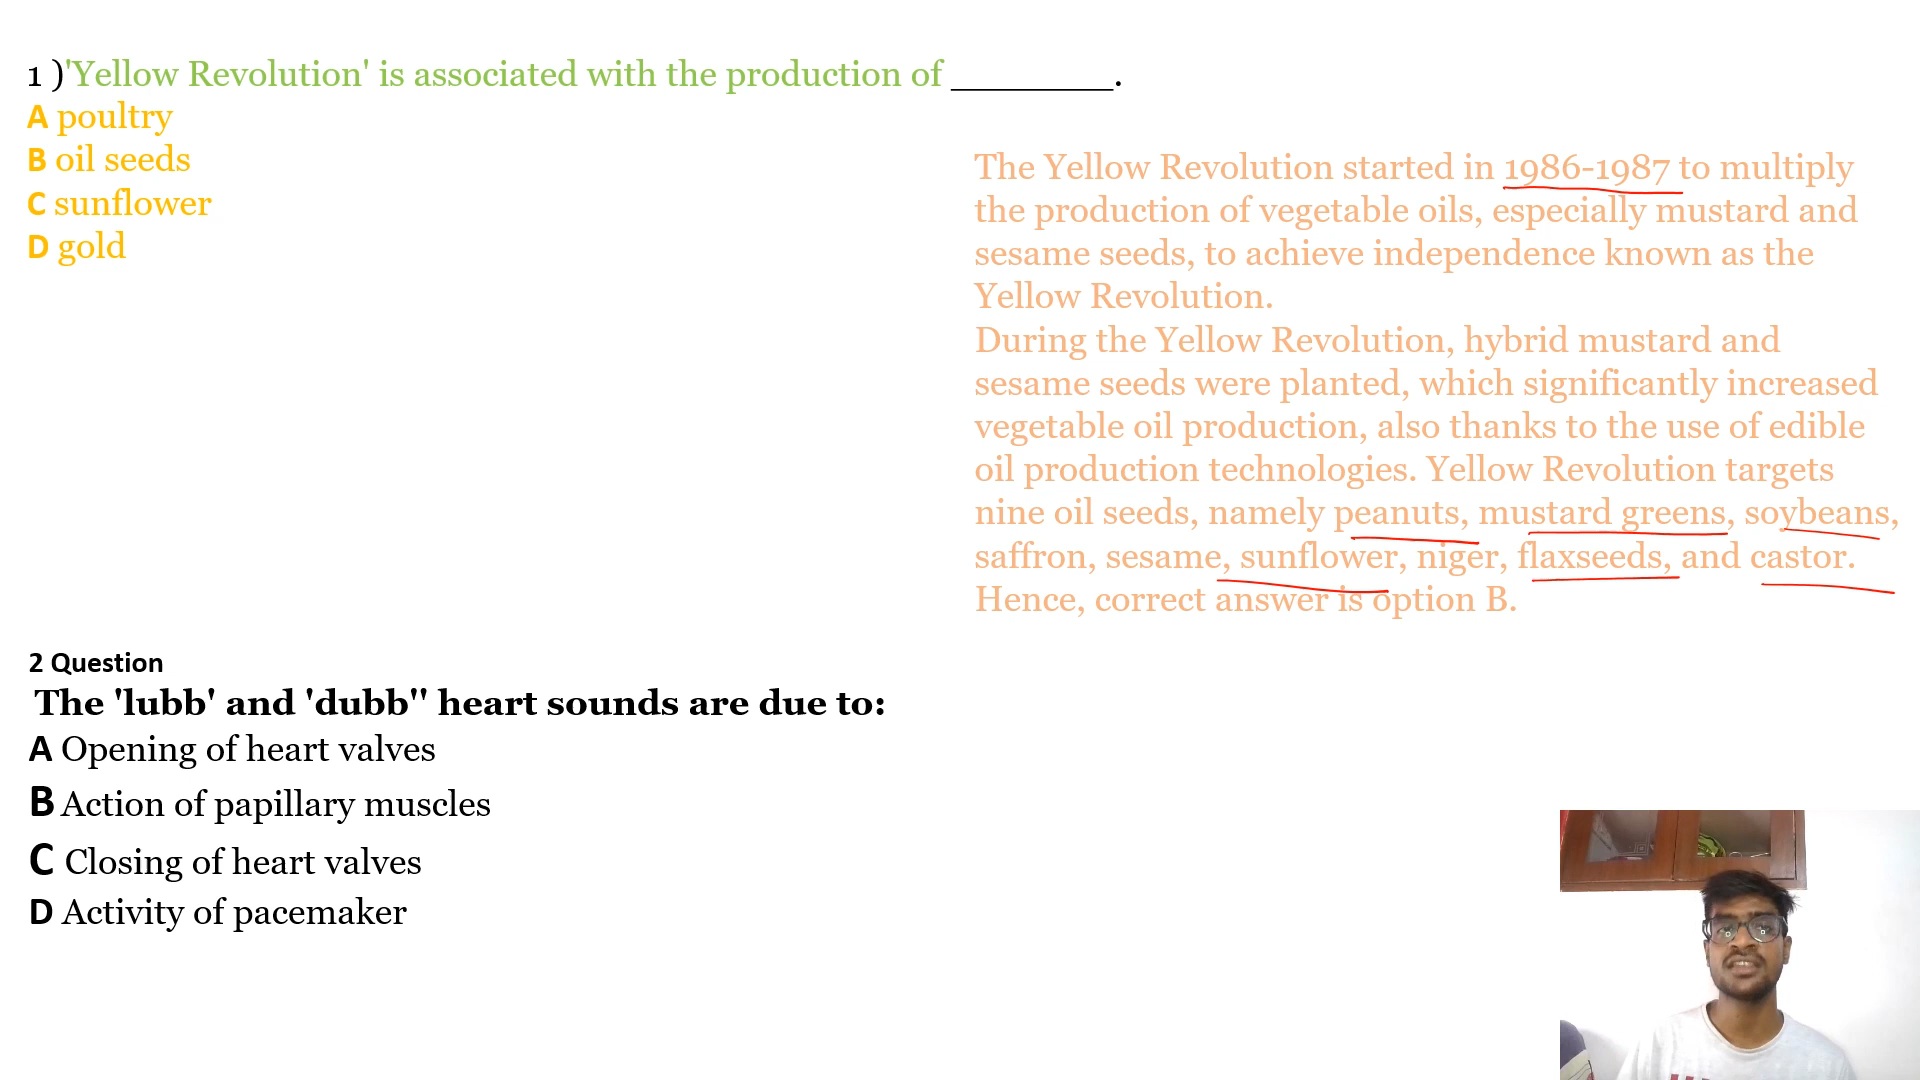 1 )'Yellow Revolution' is associated with the production of _________.
A poultry
B oil seeds
C sunflower
D gold
The Yellow Revolution started in 1986-1987 to multiply
the production of vegetable oils, especially mustard and
sesame seeds, to achieve independence known as the
Yellow Revolution.
During the Yellow Revolution, hybrid mustard and
sesame seeds were planted, which significantly increased
vegetable oil production, also thanks to the use of edible
oil production technologies. Yellow Revolution targets
nine oil seeds, namely peanuts, mustard greens, soybeans,
saffron, sesame, sunflower, niger, flaxseeds, and castor.
Hence, correct answer is option B.
2 Question
The 'lubb' and 'dubb'' heart sounds are due to:
A Opening of heart valves
B Action of papillary muscles
C Closing of heart valves
D Activity of pacemaker